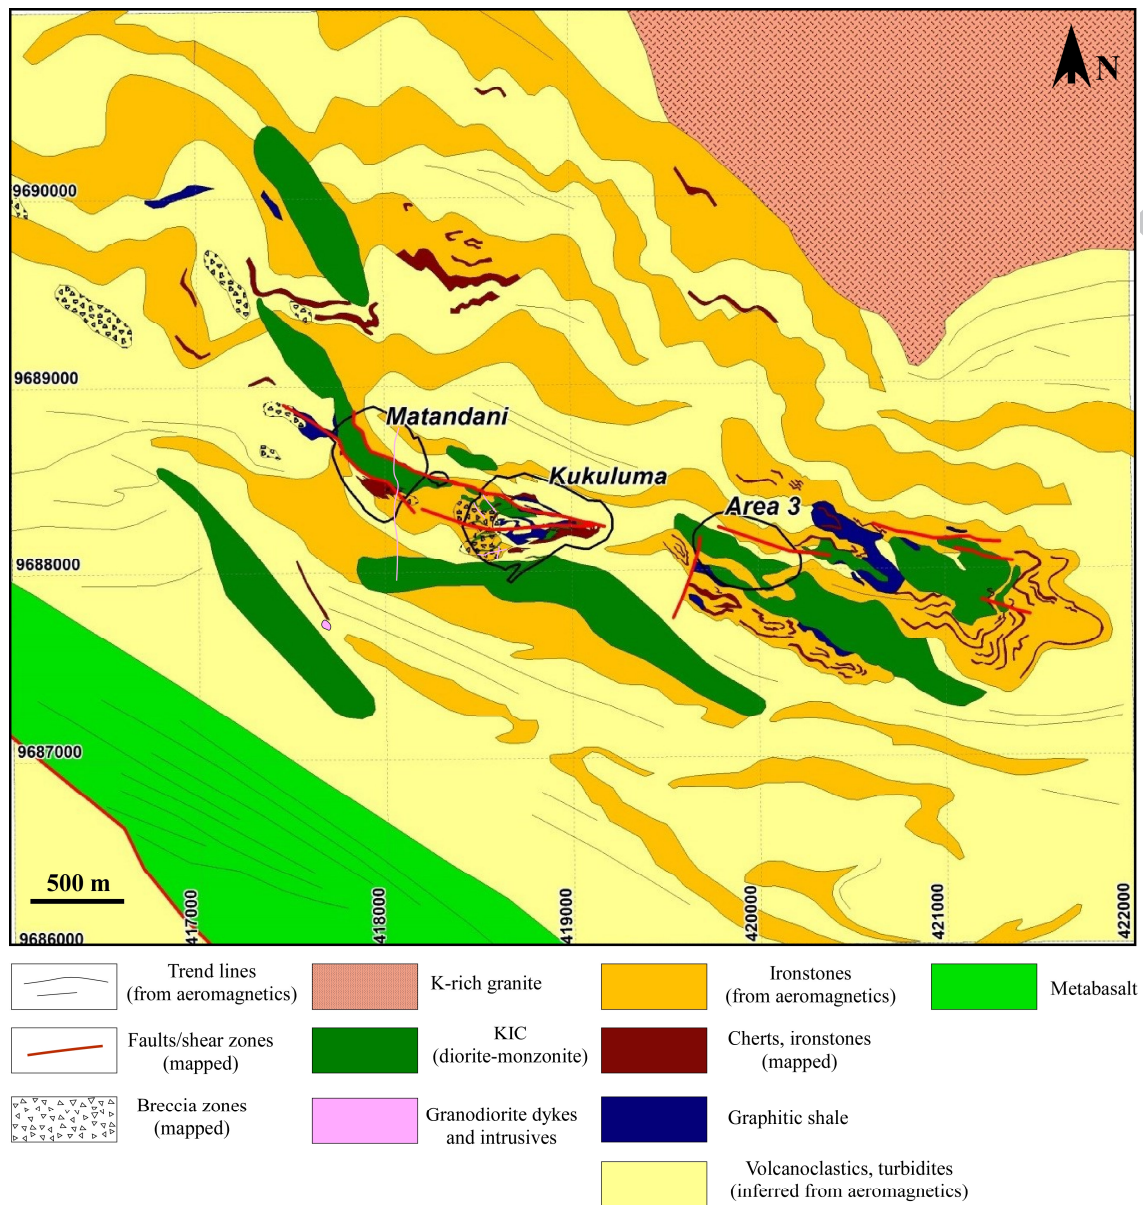 N
9690000
9689000
Matandani
Kukuluma
Area 3
9688000
9687000
500 m
9686000
417000
418000
419000
420000
421000
422000
Trend lines
(from aeromagnetics)
K-rich granite
Ironstones
(from aeromagnetics)
Metabasalt
Faults/shear zones
(mapped)
KIC
(diorite-monzonite)
Cherts, ironstones
(mapped)
Breccia zones
(mapped)
Granodiorite dykes
and intrusives
Graphitic shale
Volcanoclastics, turbidites
(inferred from aeromagnetics)